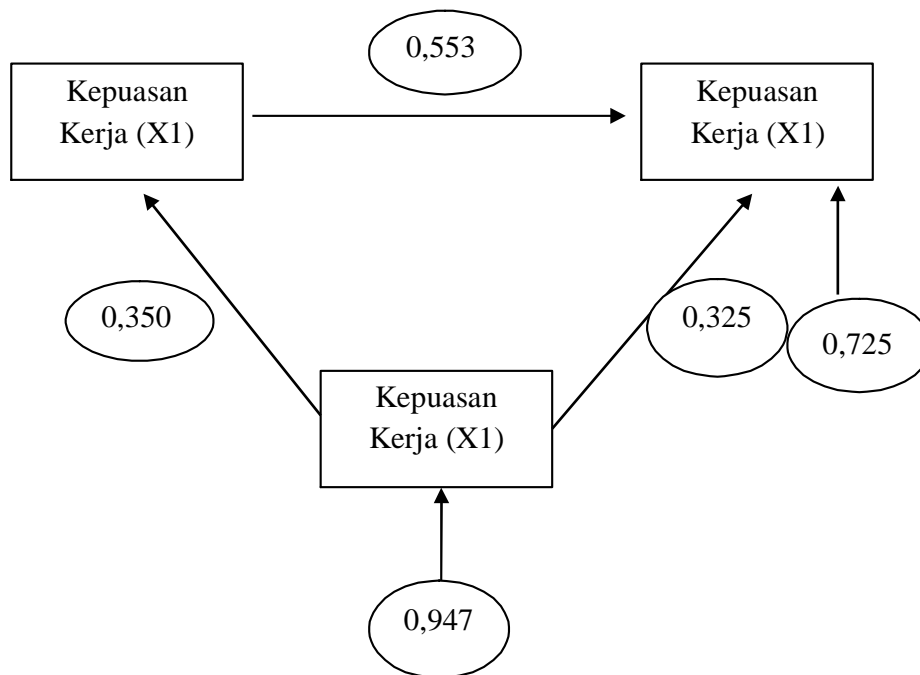 0,553
Kepuasan
Kerja (X1)
Kepuasan
Kerja (X1)
0,350
0,325
0,725
Kepuasan
Kerja (X1)
0,947